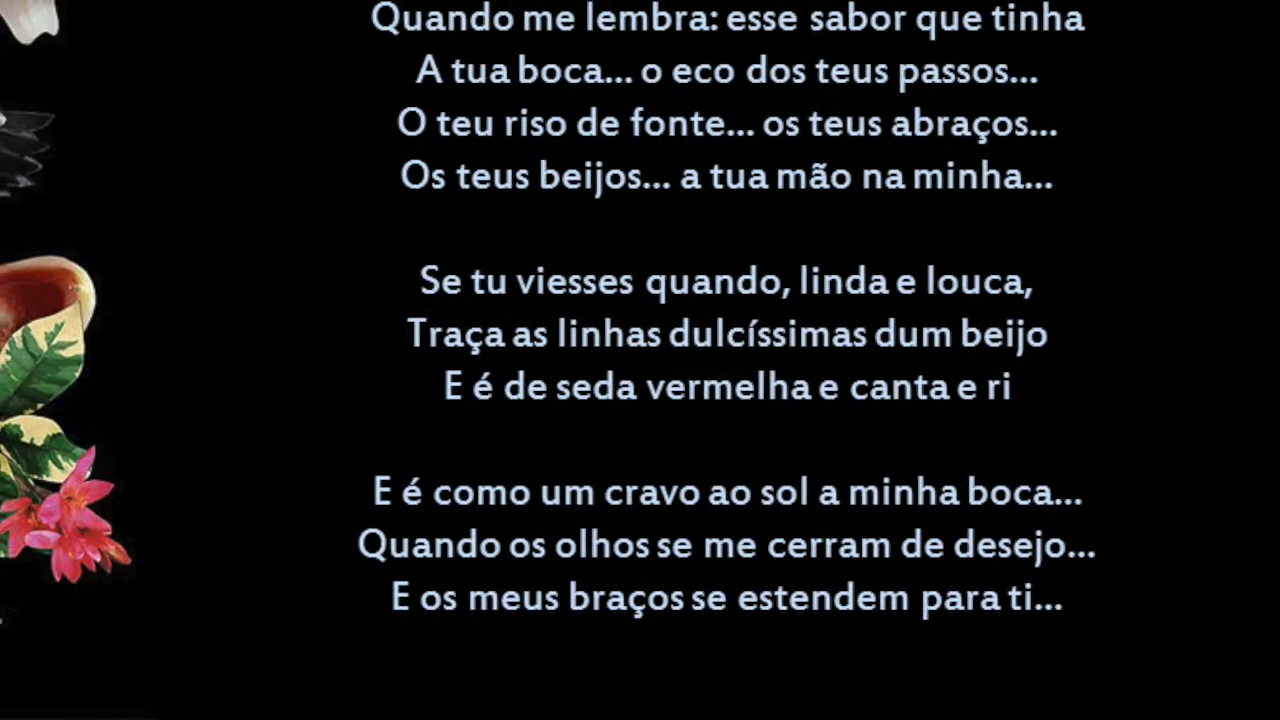 Quando me lembra: esse sabor que tinha
A tua boca... o eco dos teus passos...
O teu riso de fonte... os teus abraços...
Os teus beijos... a tua mão na minha...
Se tu viesses quando, linda e louca,
Traça as linhas dulcíssimas dum beijo
E é de seda vermelha e canta e ri
E é como um cravo ao sol a minha boca...
Quando os olhos se me cerram de desejo...
E os meus braços se estendem para ti...